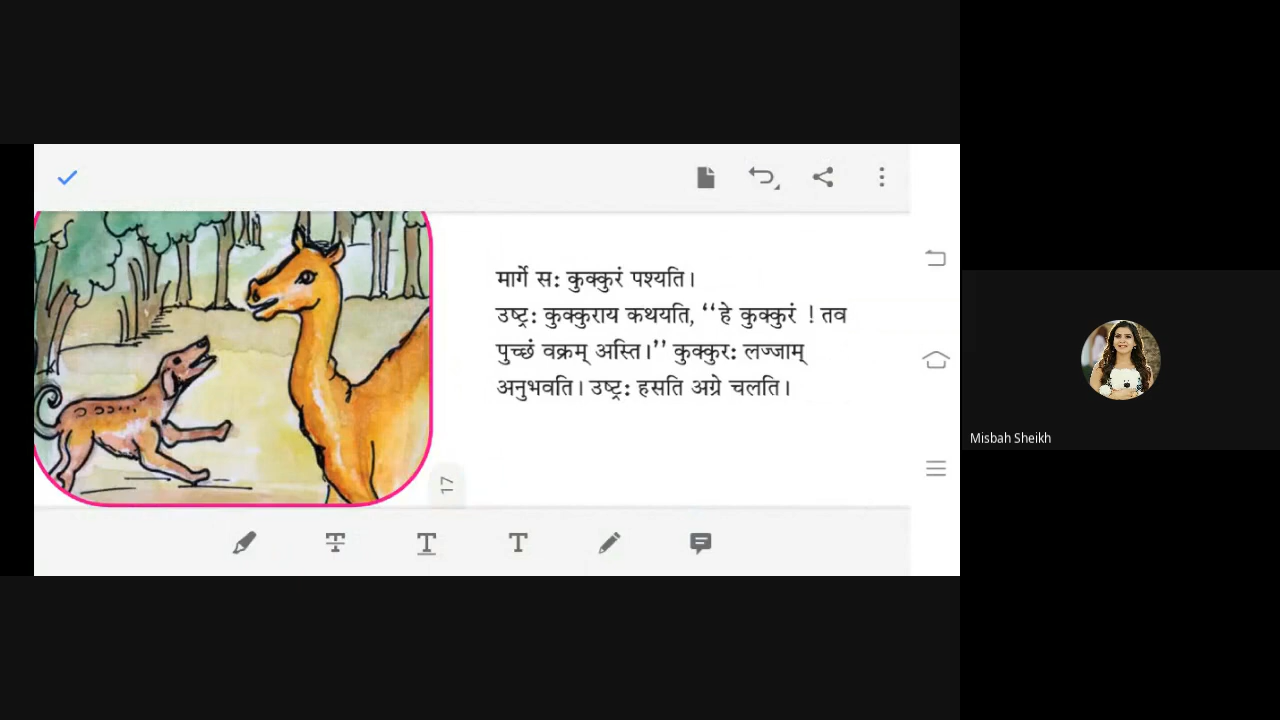 मार्गे स: कुक्कुरं पश्यति।
उष्ट्र: कुक्कुराय कथयति, “हे कुक्कुरं ! तव
पुच्छं वक्रम् अस्ति।” कुक्कुर: लज्जाम्
अनुभवति। उष्ट्र: हसति अग्रे चलति।
17
Misbah Sheikh